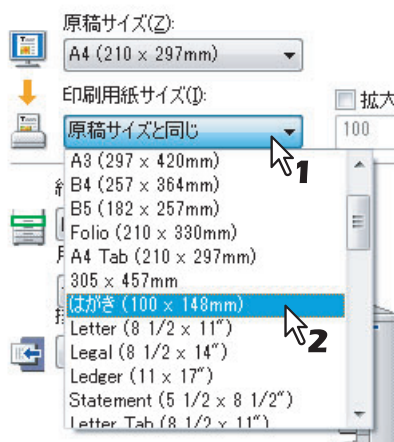 原稿サイズ(Z):
A4 (210 x 297mm)
印刷用紙サイズ(I):
拡大
原稿サイズと同じ
100
1
A3 (297 x 420mm)
B4 (257 x 364mm)
B5 (182 x 257mm)
Folio (210 x 330mm)
A4 Tab (210 x 297mm)
305 x 457mm
はがき (100 x 148mm)
2
Letter (8 1/2 x 11")
Legal (8 1/2 x 14")
Ledger (11 x 17")
Statement (5 1/2 x 8 1/2")
Letter Tab (8 1/2 x 11")